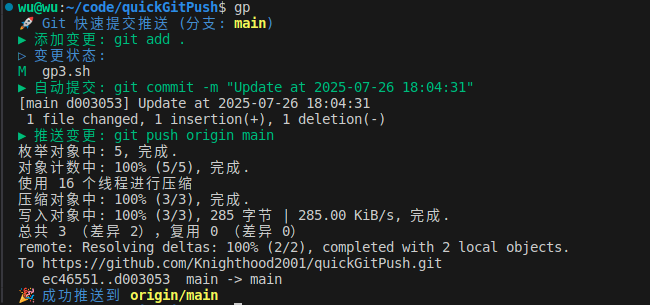 wu@wu:~/code/quickGitPush$ gp
🚀 Git 快速提交推送 (分支: main)
▶ 添加变更: git add .
▷ 变更状态:
M  gp3.sh
▶ 自动提交: git commit -m "Update at 2025-07-26 18:04:31"
[main d003053] Update at 2025-07-26 18:04:31
 1 file changed, 1 insertion(+), 1 deletion(-)
▶ 推送变更: git push origin main
枚举对象中: 5, 完成.
对象计数中: 100% (5/5), 完成.
使用 16 个线程进行压缩
压缩对象中: 100% (3/3), 完成.
写入对象中: 100% (3/3), 285 字节 | 285.00 KiB/s, 完成.
总共 3 （差异 2），复用 0 （差异 0）
remote: Resolving deltas: 100% (2/2), completed with 2 local objects.
To https://github.com/Knighthood2001/quickGitPush.git
   ec46551..d003053  main -> main
🎉 成功推送到 origin/main